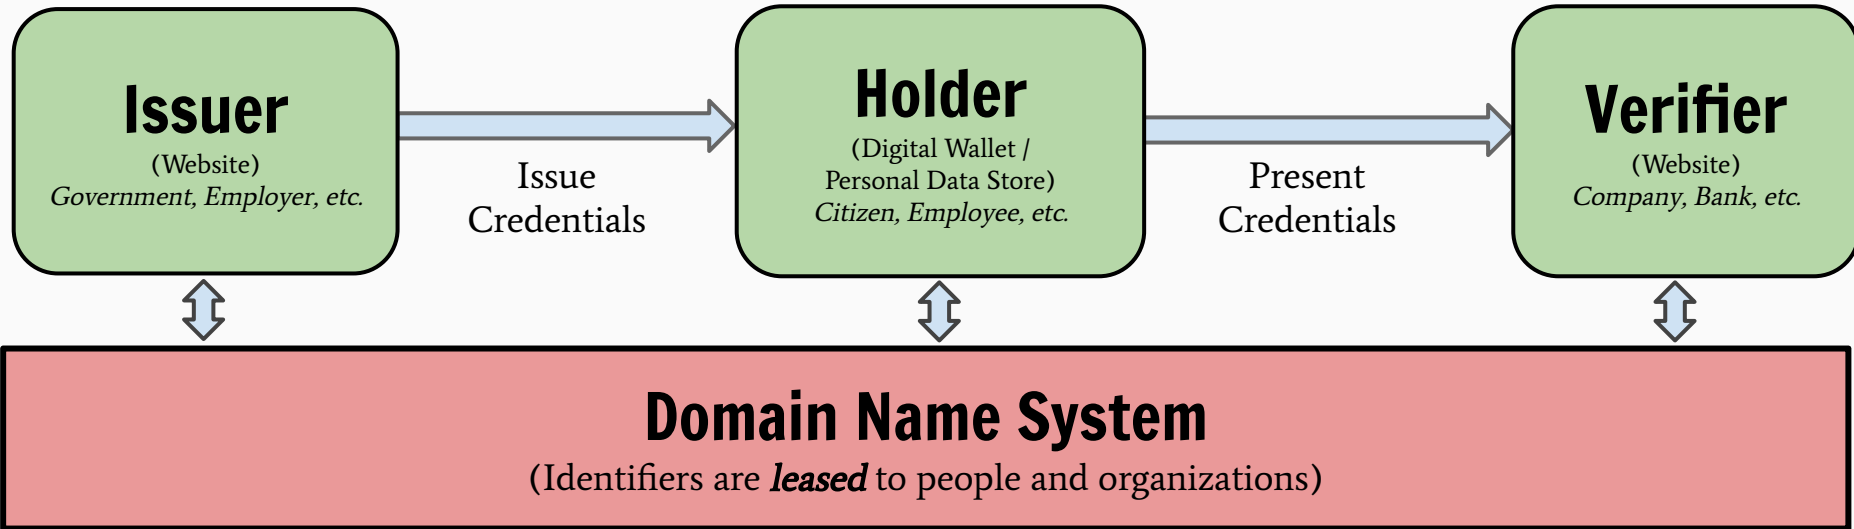 Issuer
(Website)
Government, Employer, etc.
Issue
Credentials
Holder
(Digital Wallet /
Personal Data Store)
Citizen, Employee, etc.
Present
Credentials
Verifier
(Website)
Company, Bank, etc.
Domain Name System
(Identifiers are leased to people and organizations)